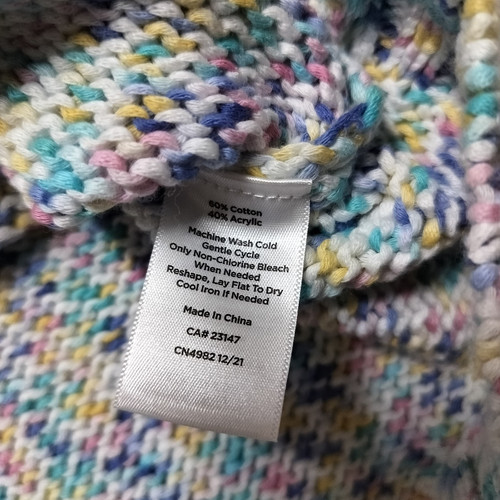 60% Cotton
40% Acrylic
Machine Wash Cold
Gentle Cycle
Only Non-Chlorine Bleach
When Needed
Reshape, Lay Flat To Dry
Cool Iron If Needed
Made In China
CA# 23147
CN4982 12/21